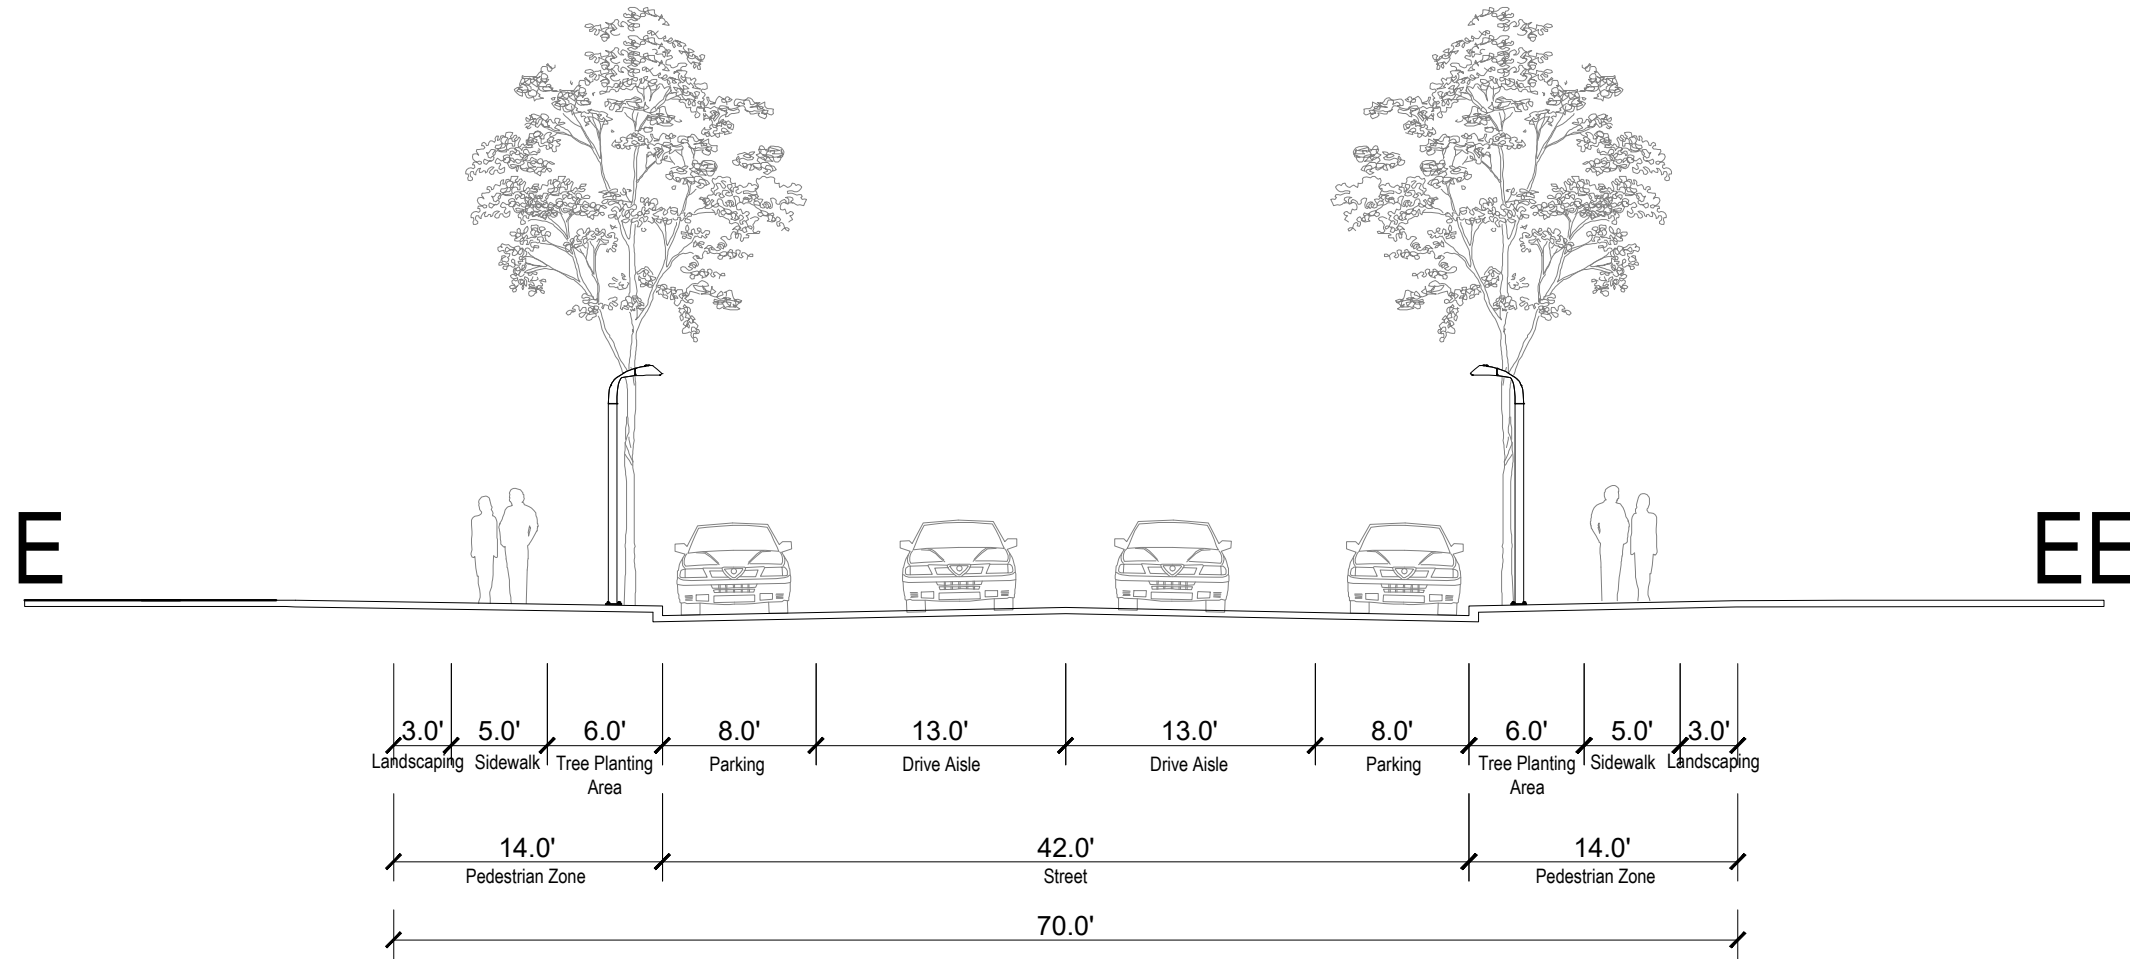 E
EE
3.0' 5.0' 6.0' 8.0' 13.0' 13.0' 8.0' 6.0' 5.0' 3.0'
Landscaping Sidewalk Tree Planting Parking Drive Aisle Drive Aisle Parking Tree Planting Sidewalk Landscaping
Area Area
14.0' 42.0' 14.0'
Pedestrian Zone Street Pedestrian Zone
70.0'